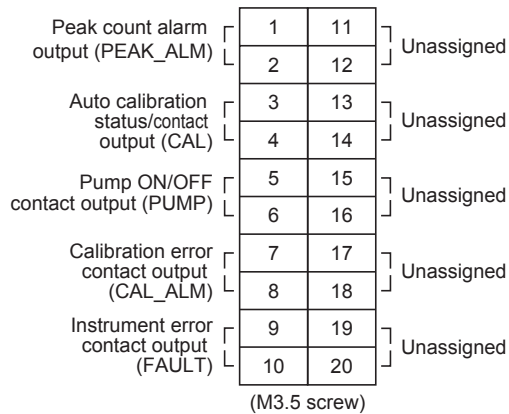 Peak count alarm
output (PEAK_ALM)
1 11
2 12
Unassigned
Auto calibration
status/contact
output (CAL)
3 13
4 14
Unassigned
Pump ON/OFF
contact output (PUMP)
5 15
6 16
Unassigned
Calibration error
contact output
(CAL_ALM)
7 17
8 18
Unassigned
Instrument error
contact output
(FAULT)
9 19
10 20
Unassigned
(M3.5 screw)